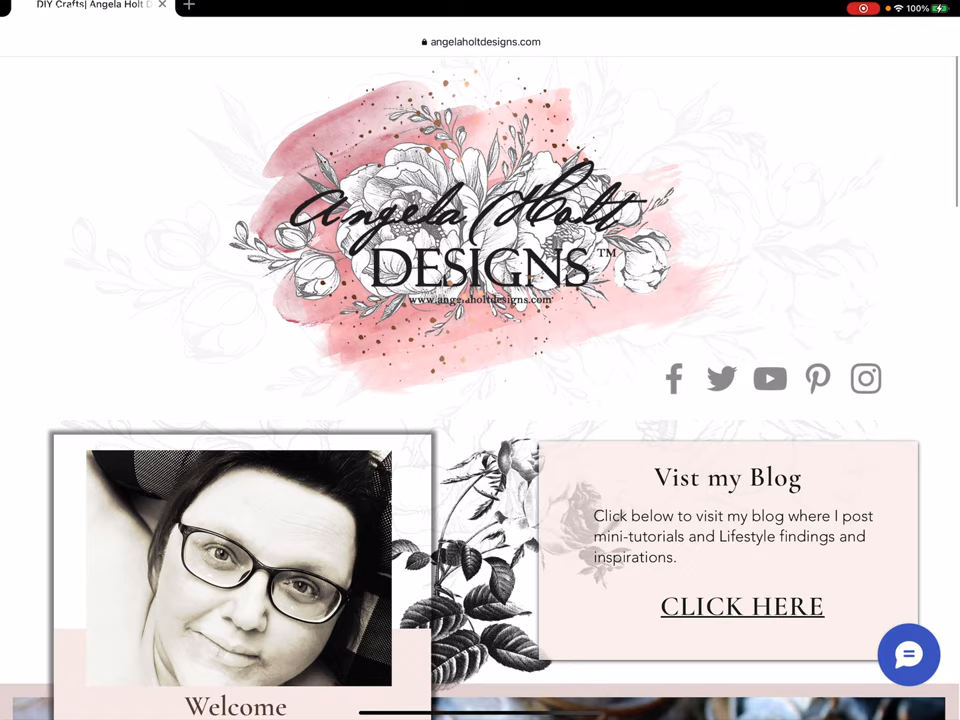 DIY Crafts| Angela Holt D
100%
angelaholtdesigns.com
Angela Holt
DESIGNS™
www.angelaholtdesigns.com
Vist my Blog
Click below to visit my blog where I post
mini-tutorials and Lifestyle findings and
inspirations.
CLICK HERE
Welcome